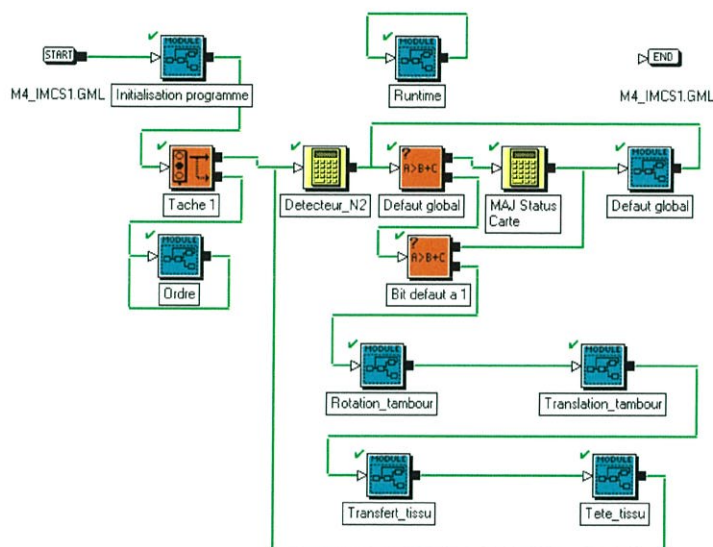 MODULE
MODULE
START
END
M4_IMCS1.GML
Initialisation programme
Runtime
M4_IMCS1.GML
?
A>B+C
MODULE
Tache 1
Detecteur_N2
Defaut global
MAJ Status
Carte
Defaut global
MODULE
?
A>B+C
Ordre
Bit defaut a 1
MODULE
MODULE
Rotation_tambour
Translation_tambour
MODULE
MODULE
Transfert_tissu
Tete_tissu